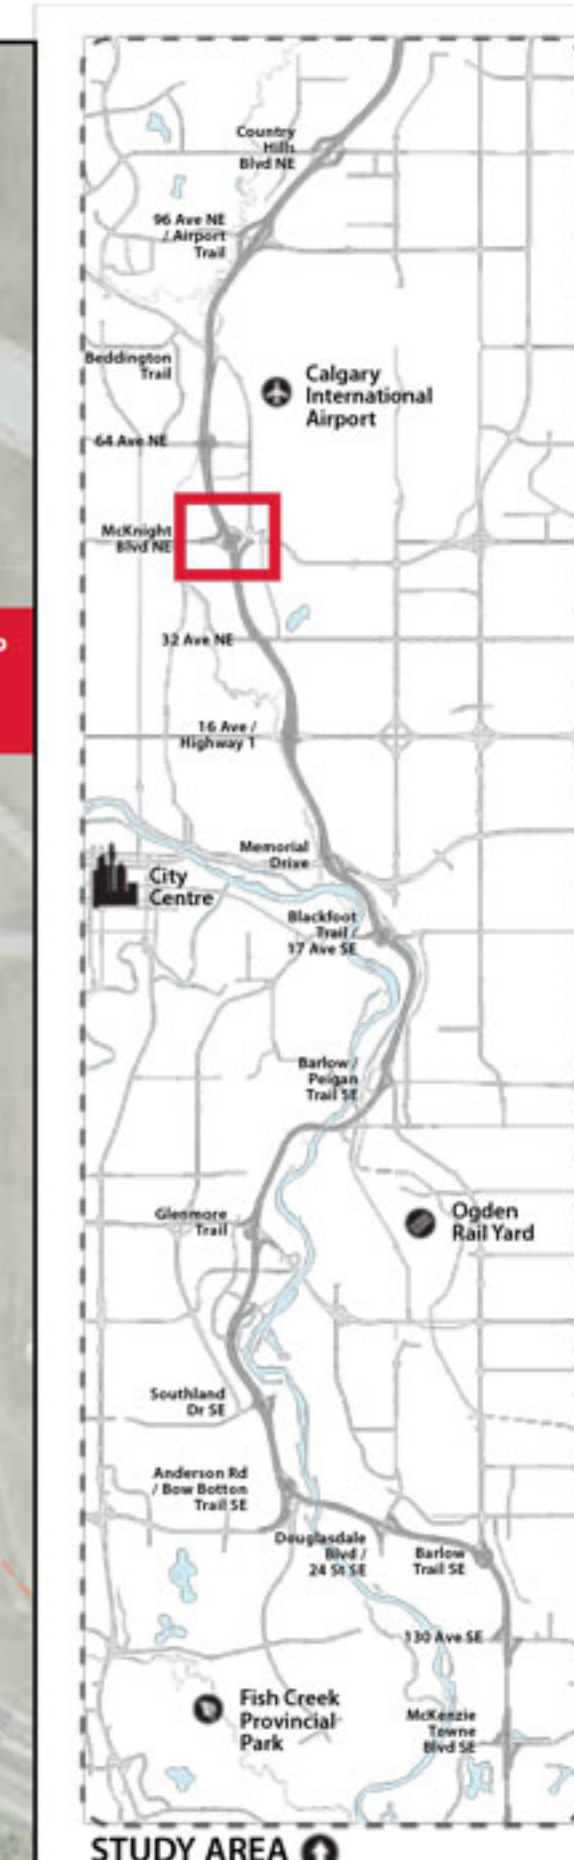 Country
Hills
Blvd NE
96 Ave NE
/ Airport
Trail
Beddington
Trail
Calgary
International
Airport
64 Ave NE
McKnight
Blvd NE
32 Ave NE
16 Ave /
Highway 1
Memorial
Drive
City
Centre
Blackfoot
Trail /
17 Ave SE
Barlow /
Peigan
Trail SE
Glenmore
Trail
Ogden
Rail Yard
Southland
Dr SE
Anderson Rd
/ Bow Botton
Trail SE
Douglasdale
Blvd /
24 St SE
Barlow
Trail SE
130 Ave SE
Fish Creek
Provincial
Park
McKenzie
Towne
Blvd SE
STUDY AREA